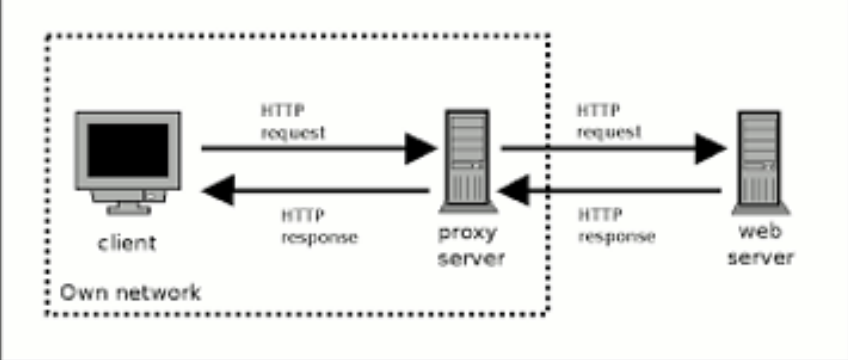 HTTP
request
HTTP
request
HTTP
response
HTTP
response
client
proxy
server
web
server
Own network